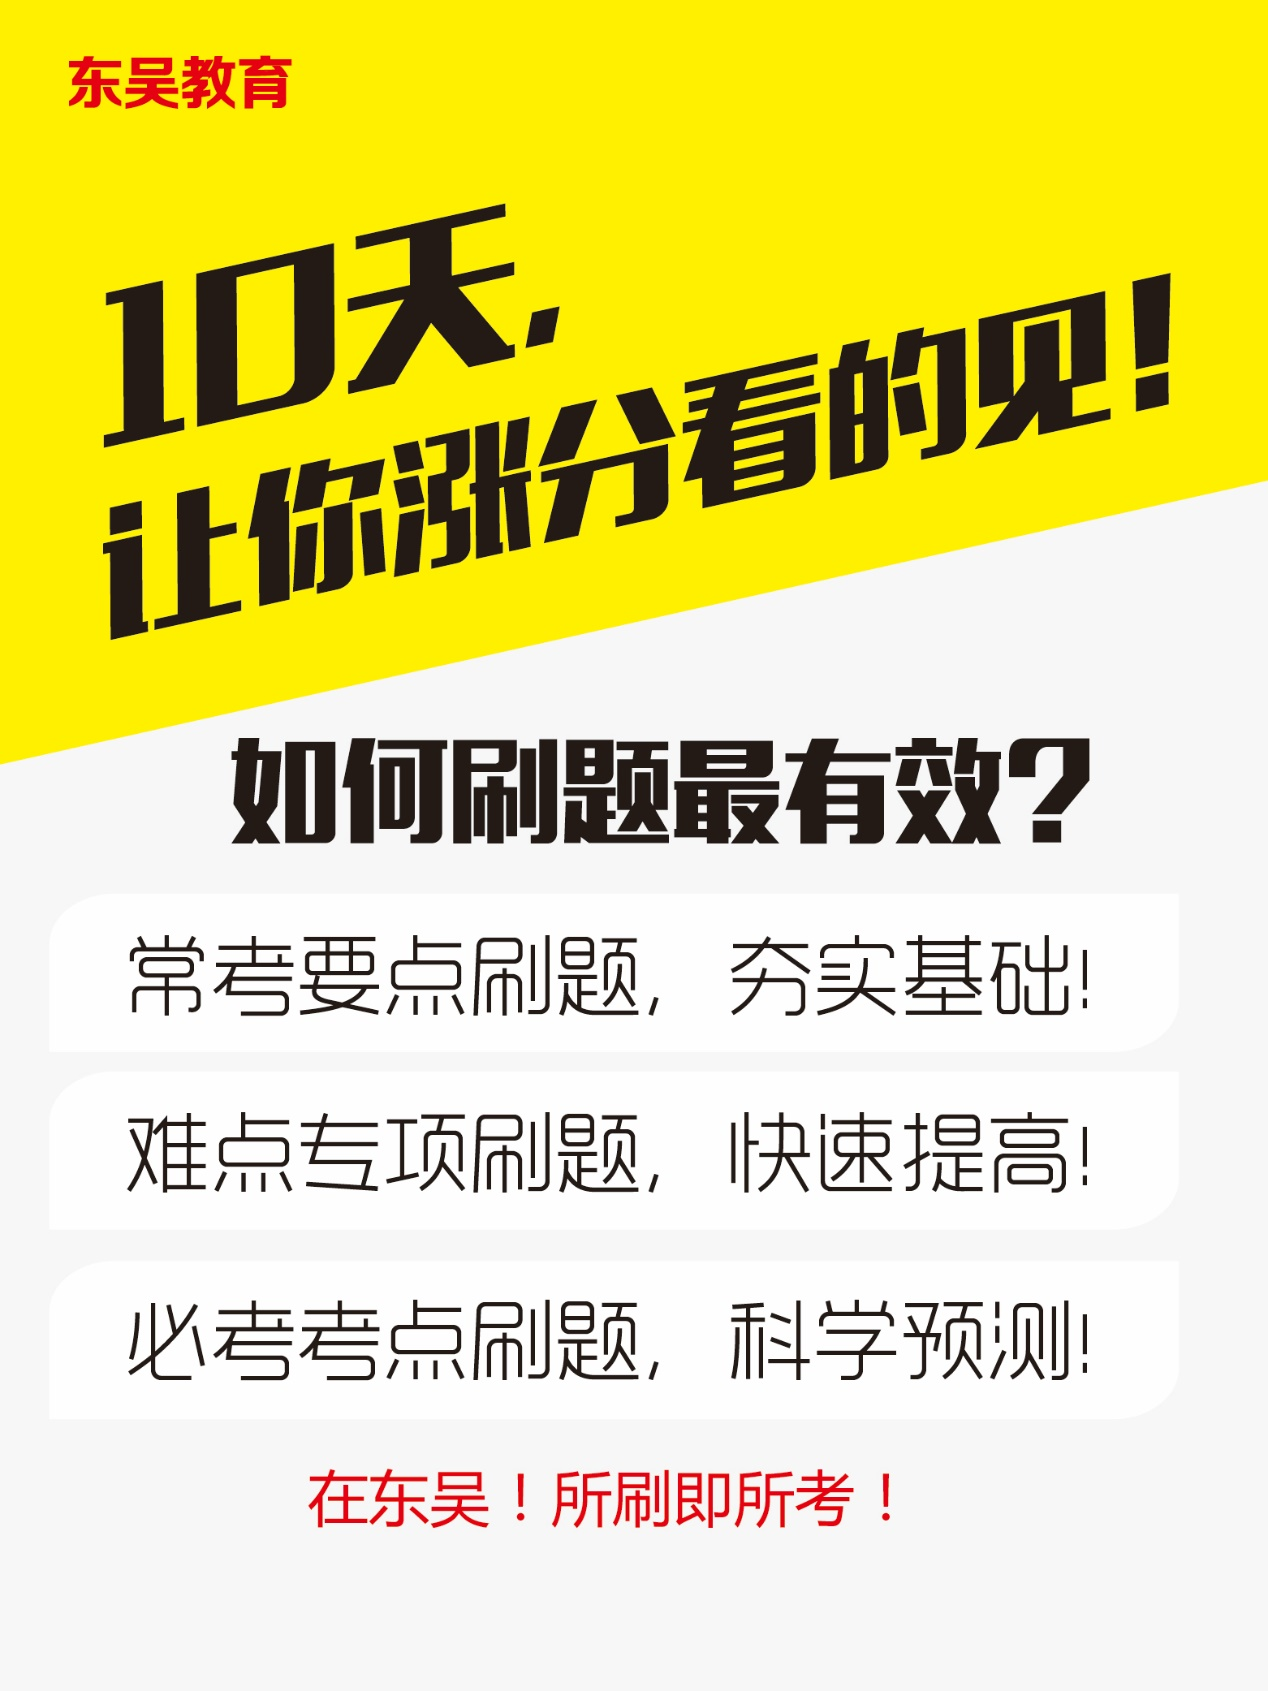 东吴教育
10天，
让你涨分看的见！
如何刷题最有效？
常考要点刷题，夯实基础！
难点专项刷题，快速提高！
必考考点刷题，科学预测！
在东吴！所刷即所考！